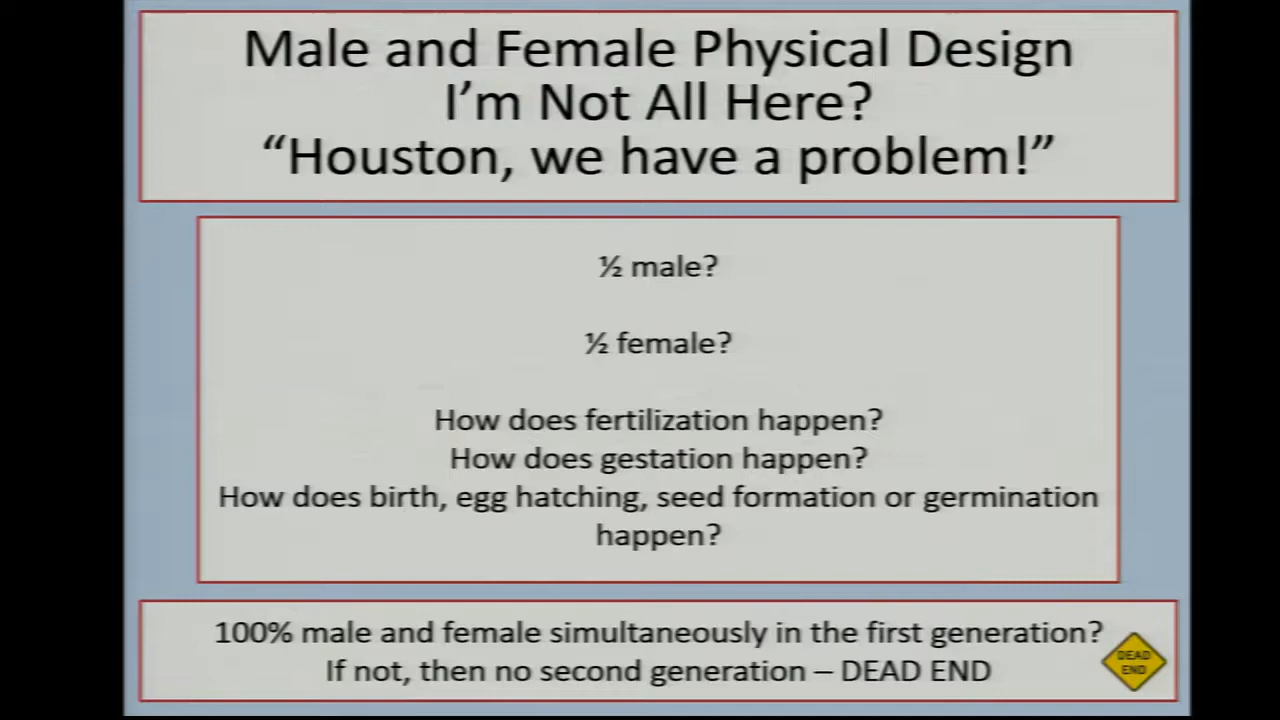 Male and Female Physical Design
I’m Not All Here?
“Houston, we have a problem!”
½ male?
½ female?
How does fertilization happen?
How does gestation happen?
How does birth, egg hatching, seed formation or germination
happen?
100% male and female simultaneously in the first generation?
If not, then no second generation – DEAD END
DEAD
END